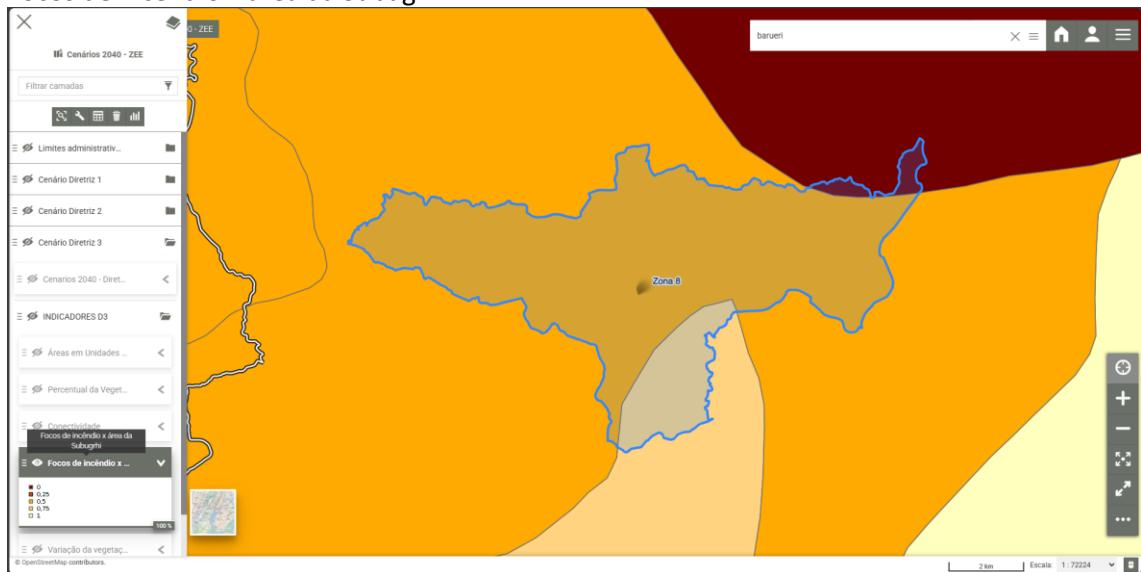 0 - ZEE
Cenários 2040 - ZEE
Filtrar camadas
barueri
Limites administrativ...
Cenário Diretriz 1
Cenário Diretriz 2
Cenário Diretriz 3
Cenarios 2040 - Diret...
INDICADORES D3
Áreas em Unidades ...
Percentual da Veget...
Conectividade
Focos de incêndio x área da
Subugrhi
Focos de incêndio x ...
0
0,25
0,5
0,75
1
100 %
Variação da vegetaç...
Zona 8
© OpenStreetMap contributors.
2 km
Escala: 1 : 72224